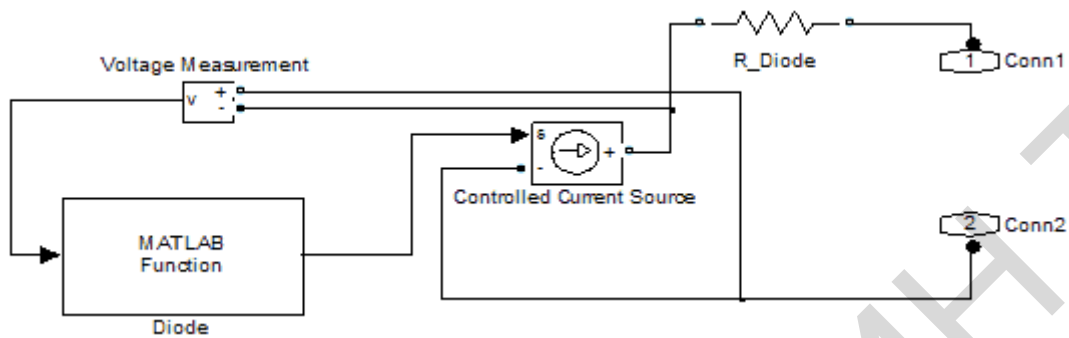 R_Diode
1
Conn1
Voltage Measurement
v
+
-
s
+
-
Controlled Current Source
2
Conn2
MATLAB
Function
Diode